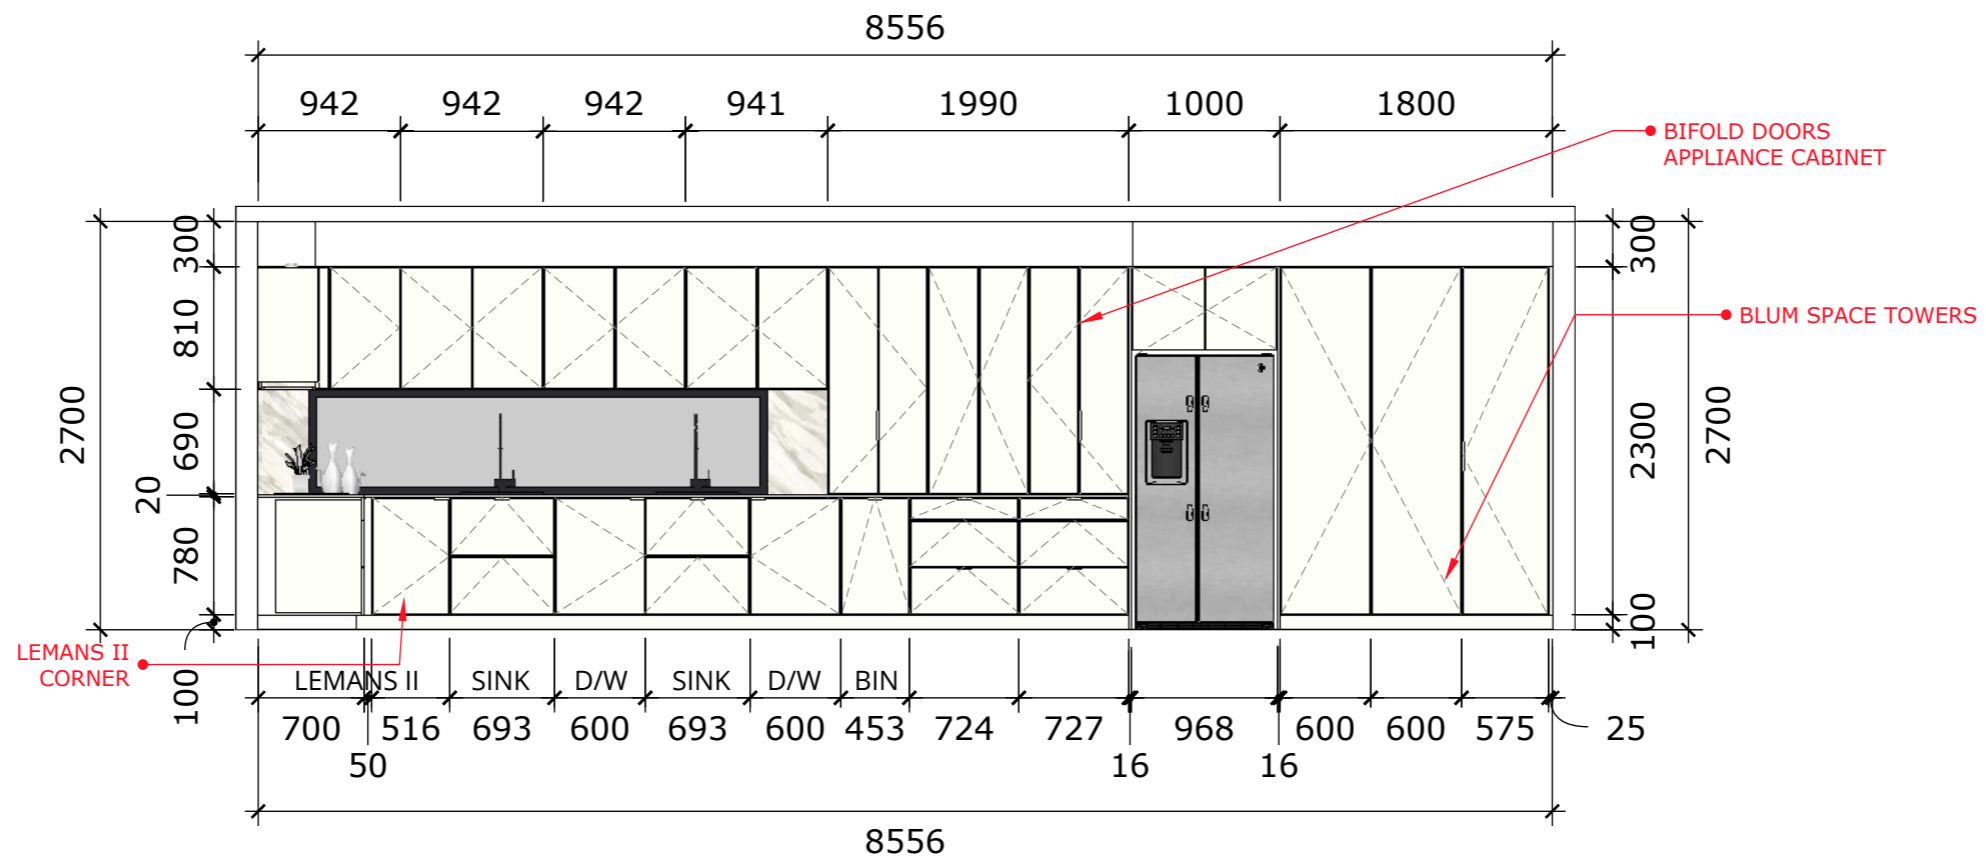 8556
942 942 942 941 1990 1000 1800
BIFOLD DOORS
APPLIANCE CABINET
300
810
690
20
780
100
2700
300
2300
100
2700
BLUM SPACE TOWERS
LEMANS II
CORNER
LEMANS II SINK D/W SINK D/W BIN
700 516 693 600 693 600 453 724 727 968 600 600 575 25
50 16 16
8556